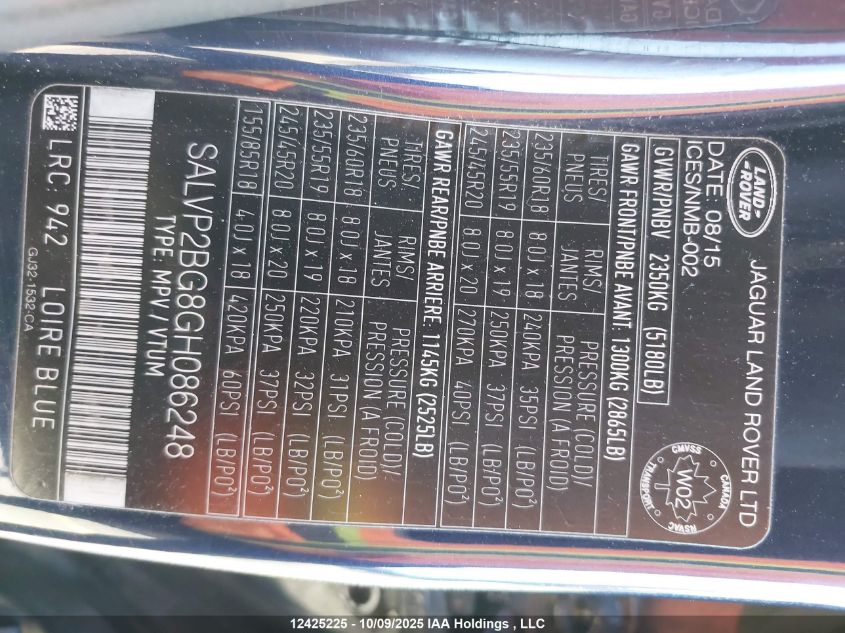 LAND
ROVER
JAGUAR LAND ROVER LTD
DATE: 08/15
ICES/NMB-002
GVWR/PNBV 2350KG (5180LB)
GAWR FRONT/PNBE AVANT: 1300KG (2865LB)
CMVSS
TRANSPORT
W02
CANADA
NSVAC
TIRES/ RIMS/ PRESSURE (COLD)/
PNEUS JANTES PRESSION (A FROID)
235/60R18 8.0J x 18 240KPA 35PSI (LB/PO²)
235/55R19 8.0J x 19 250KPA 37PSI (LB/PO²)
245/45R20 8.0J x 20 270KPA 40PSI (LB/PO²)
GAWR REAR/PNBE ARRIERE: 1145KG (2525LB)
TIRES/ RIMS/ PRESSURE (COLD)/
PNEUS JANTES PRESSION (A FROID)
235/60R18 8.0J x 18 210KPA 31PSI. (LB/PO²)
235/55R19 8.0J x 19 220KPA 32PSI (LB/PO²)
245/45R20 8.0J x 20 250KPA 37PSI. (LB/PO²)
155/85R18 4.0J x 18 420KPA 60PSI (LB/PO²)
SALVP2BG8GH086248
TYPE: MPV / VTUM
LRC: 942 LOIRE BLUE
GJ32-1532-CA
12425225 - 10/09/2025 IAA Holdings, LLC